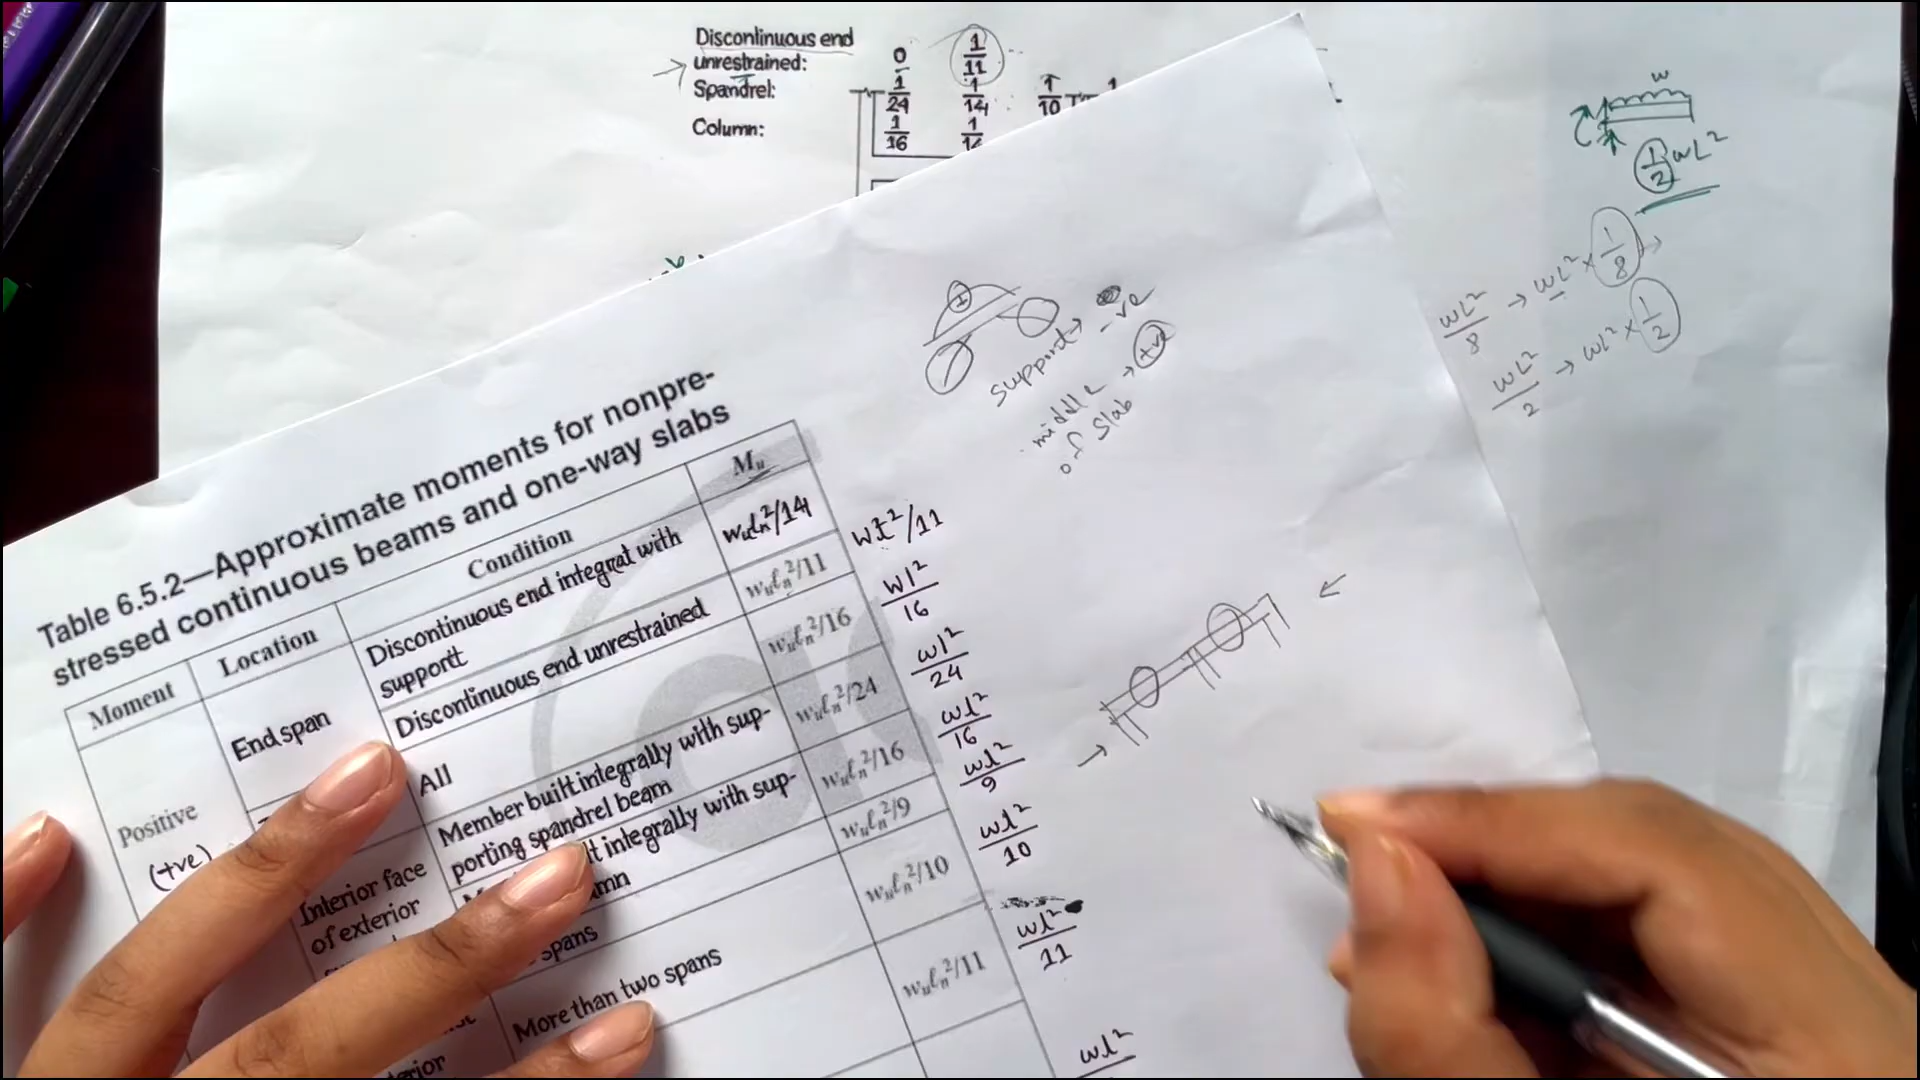 Discontinuous end
unrestrained:
0
1/11
Spandrel:
1/24
1/14
1/10
1
Column:
1/16
w
1/2 wL²
wL²/8 → wL² × 1/8 →
wL²/2 → wL² × 1/2
support → -ve
middle → +ve
of slab
Table 6.5.2—Approximate moments for nonpre-
stressed continuous beams and one-way slabs
Moment
Location
Condition
Mᵤ
Positive
(+ve)
End span
Discontinuous end integrat with
supportt
wᵤℓₙ²/14
Discontinuous end unrestrained
wᵤℓₙ²/11
wl²/11
All
wᵤℓₙ²/16
wl²/16
Interior face
of exterior
Member built integrally with sup-
porting spandrel beam
wᵤℓₙ²/24
wl²/24
lt integrally with sup-
umn
wᵤℓₙ²/16
wl²/16
spans
wᵤℓₙ²/9
wl²/9
More than two spans
wᵤℓₙ²/10
wl²/10
wᵤℓₙ²/11
wl²/11
erior
wl²